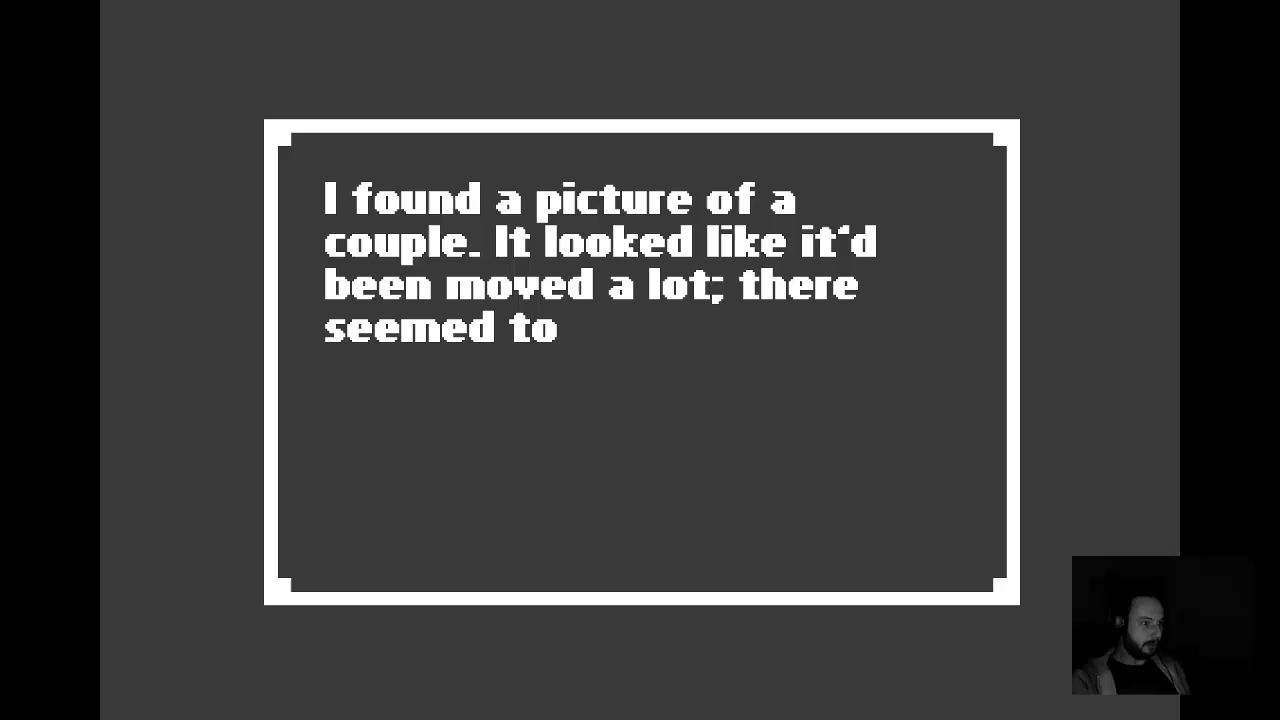 I found a picture of a
couple. It looked like it'd
been moved a lot; there
seemed to